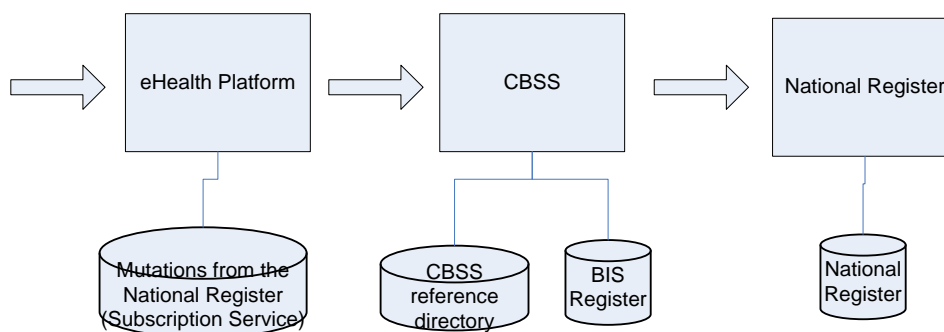 eHealth Platform
CBSS
National Register
Mutations from the
National Register
(Subscription Service)
CBSS
reference
directory
BIS
Register
National
Register